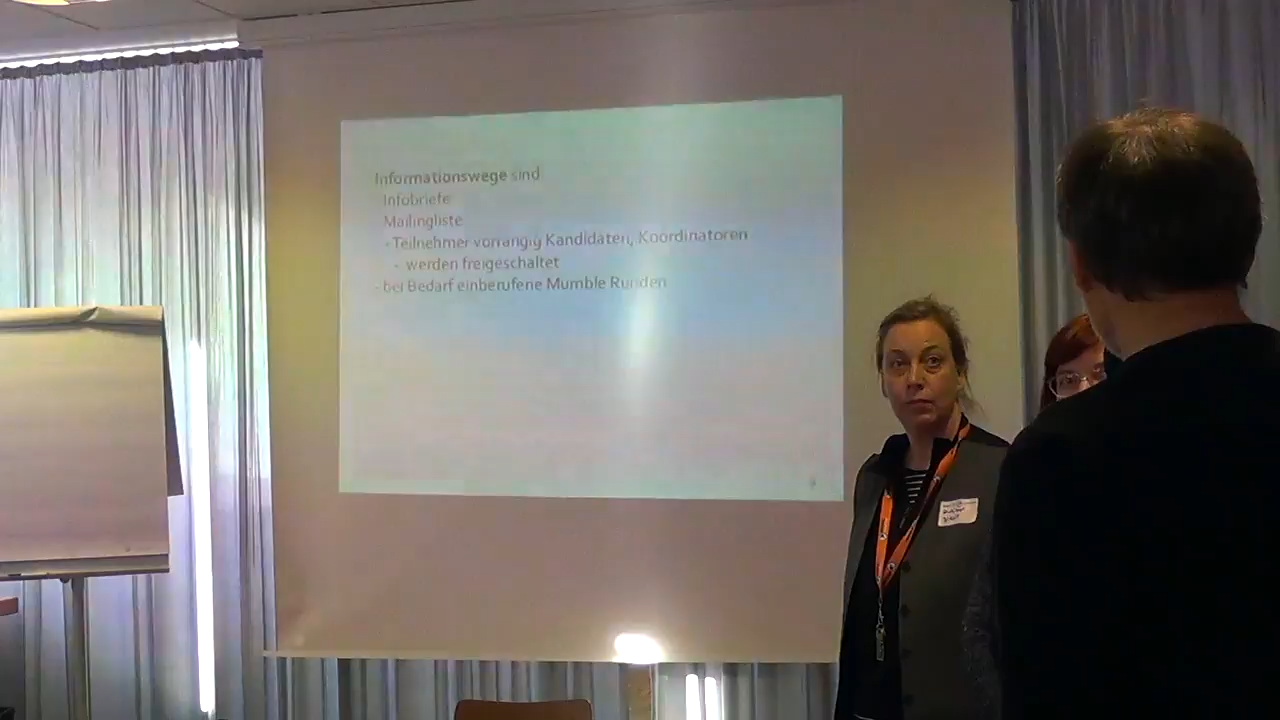 Informationswege sind
Infobriefe
Mailingliste
- Teilnehmer vorrangig Kandidaten, Koordinatoren
- werden freigeschaltet
- bei Bedarf einberufene Mumble Runden